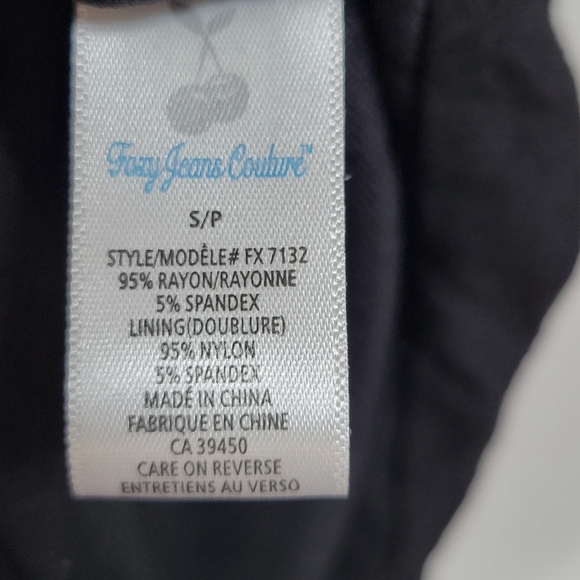 Foxy Jeans Couture™
S/P
STYLE/MODÈLE# FX 7132
95% RAYON/RAYONNE
5% SPANDEX
LINING(DOUBLURE)
95% NYLON
5% SPANDEX
MADE IN CHINA
FABRIQUE EN CHINE
CA 39450
CARE ON REVERSE
ENTRETIENS AU VERSO